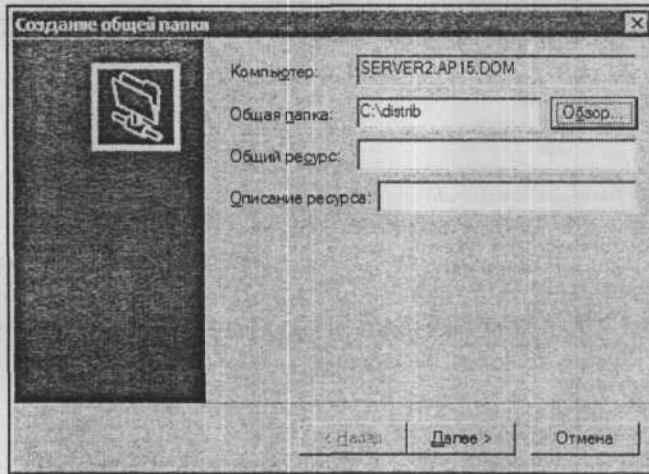 Создание общей папки
Компьютер: SERVER2.AP15.DOM
Общая папка: C:\distrib Обзор...
Общий ресурс:
Описание ресурса:
< Назад Далее > Отмена